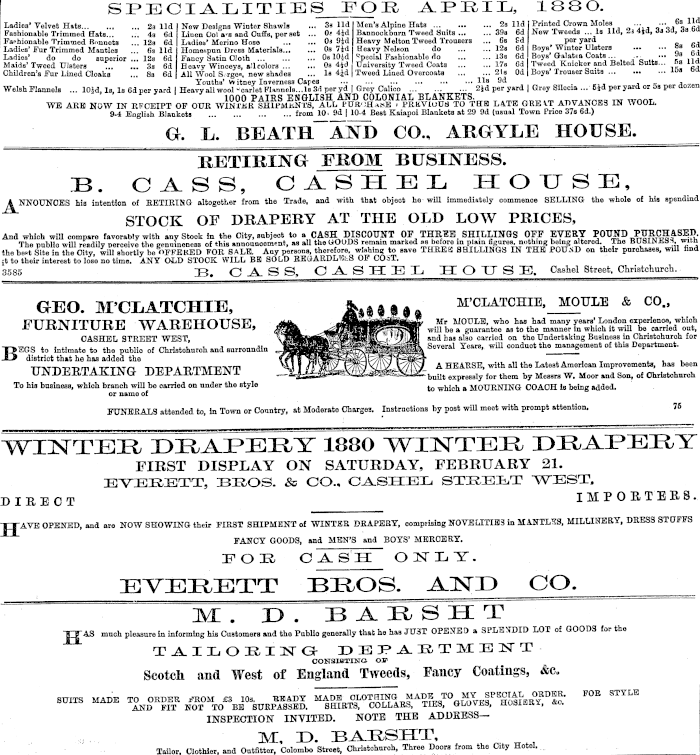 SPECIALITIES FOR APRIL, 1880.
Ladies' Velvet Hats... ... ... 2s 11d
Fashionable Trimmed Hats... ... 4s 6d
Fashionable Trimmed Bonnets ... 12s 6d
Ladies' Fur Trimmed Mantles ... 6s 11d
Ladies' do do superior ... 12s 6d
Maids' Tweed Ulsters ... 3s 6d
Children's Fur Lined Cloaks ... 8s 6d
New Designs Winter Shawls 3s 11d
Linen Collars and Cuffs, per set ... 0s 4½d
Ladies' Merino Hose ... 0s 9½d
Homespun Dress Materials... ... 0s 7½d
Fancy Satin Cloth ... ... 0s 10½d
Heavy Winceys, all colors ... ... 0s 4½d
All Wool Serges, new shades ... 1s 4½d
Youths' Witney Inverness Capes ... ... 11s 9d
Men's Alpine Hats ... ... ... 2s 11d
Bannockburn Tweed Suits ... ... 39s 6d
Heavy Melton Tweed Trousers ... 6s 9d
Heavy Nelson do ... 12s 6d
Special Fashionable do ... 13s 6d
University Tweed Coats ... 17s 6d
Tweed Lined Overcoats ... 21s 0d
Printed Crown Moles ... ... 6s 11d
New Tweeds ... 1s 11d, 2s 4½d, 3s 3d, 3s 6d
per yard
Boys' Winter Ulsters ... ... 8s 6d
Boys' Galatea Coats ... ... 9s 6d
Tweed Knicker and Belted Suits ... 5s 11d
Boys' Trouser Suits ... ... 15s 6d
Welsh Flannels ... 10½d, 1s, 1s 6d per yard | Heavy all wool Scarlet Flannels...1s 3d per yd | Grey Calico ... ... 2½d per yard | Grey Silecia ... 5½d per yard or 5s per dozen
1000 PAIRS ENGLISH AND COLONIAL BLANKETS.
WE ARE NOW IN RECEIPT OF OUR WINTER SHIPMENTS, ALL PURCHASED PREVIOUS TO THE LATE GREAT ADVANCES IN WOOL.
9-4 English Blankets ... ... ... ... from 10s 9d | 10-4 Best Kaiapoi Blankets at 29 9d (usual Town Price 37s 6d.)
G. L. BEATH AND CO., ARGYLE HOUSE.
RETIRING FROM BUSINESS.
B. CASS, CASHEL HOUSE,
ANNOUNCES his intention of RETIRING altogether from the Trade, and with that object he will immediately commence SELLING the whole of his spendind
STOCK OF DRAPERY AT THE OLD LOW PRICES,
And which will compare favorably with any Stock in the City, subject to a CASH DISCOUNT OF THREE SHILLINGS OFF EVERY POUND PURCHASED.
The public will readily perceive the genuineness of this announcement, as all the GOODS remain marked as before in plain figures, nothing being altered. The BUSINESS, with
the best Site in the City, will shortly be OFFERED FOR SALE. Any persons, therefore, wishing to save THREE SHILLINGS IN THE POUND on their purchases, will find
it to their interest to lose no time. ANY OLD STOCK WILL BE SOLD REGARDLESS OF COST.
3585 B. CASS, CASHEL HOUSE, Cashel Street, Christchurch.
GEO. M'CLATCHIE,
FURNITURE WAREHOUSE,
CASHEL STREET WEST,
BEGS to intimate to the public of Christchurch and surroundin
district that he has added the
UNDERTAKING DEPARTMENT
To his business, which branch will be carried on under the style
or name of
M'CLATCHIE, MOULE & CO.,
Mr MOULE, who has had many years' London experience, which
will be a guarantee as to the manner in which it will be carried out,
and has also carried on the Undertaking Business in Christchurch for
Several Years, will conduct the management of this Department.
A HEARSE, with all the Latest American Improvements, has been
built expressly for them by Messrs W. Moor and Son, of Christchurch
to which a MOURNING COACH is being added.
FUNERALS attended to, in Town or Country, at Moderate Charges. Instructions by post will meet with prompt attention. 75
WINTER DRAPERY 1880 WINTER DRAPERY
FIRST DISPLAY ON SATURDAY, FEBRUARY 21.
EVERETT, BROS. & CO., CASHEL STREET WEST,
DIRECT IMPORTERS.
HAVE OPENED, and are NOW SHOWING their FIRST SHIPMENT of WINTER DRAPERY, comprising NOVELITIES in MANTLES, MILLINERY, DRESS STUFFS
FANCY GOODS, and MEN'S and BOYS' MERCERY.
FOR CASH ONLY.
EVERETT BROS. AND CO.
M. D. BARSHT
HAS much pleasure in informing his Customers and the Public generally that he has JUST OPENED a SPLENDID LOT of GOODS for the
TAILORING DEPARTMENT
CONSISTING OF
Scotch and West of England Tweeds, Fancy Coatings, &c.
SUITS MADE TO ORDER FROM £3 10s. READY MADE CLOTHING MADE TO MY SPECIAL ORDER. FOR STYLE
AND FIT NOT TO BE SURPASSED. SHIRTS, COLLARS, TIES, GLOVES, HOSIERY, &c.
INSPECTION INVITED. NOTE THE ADDRESS—
M. D. BARSHT,
Tailor, Clothier, and Outfitter, Colombo Street, Christchurch, Three Doors from the City Hotel,